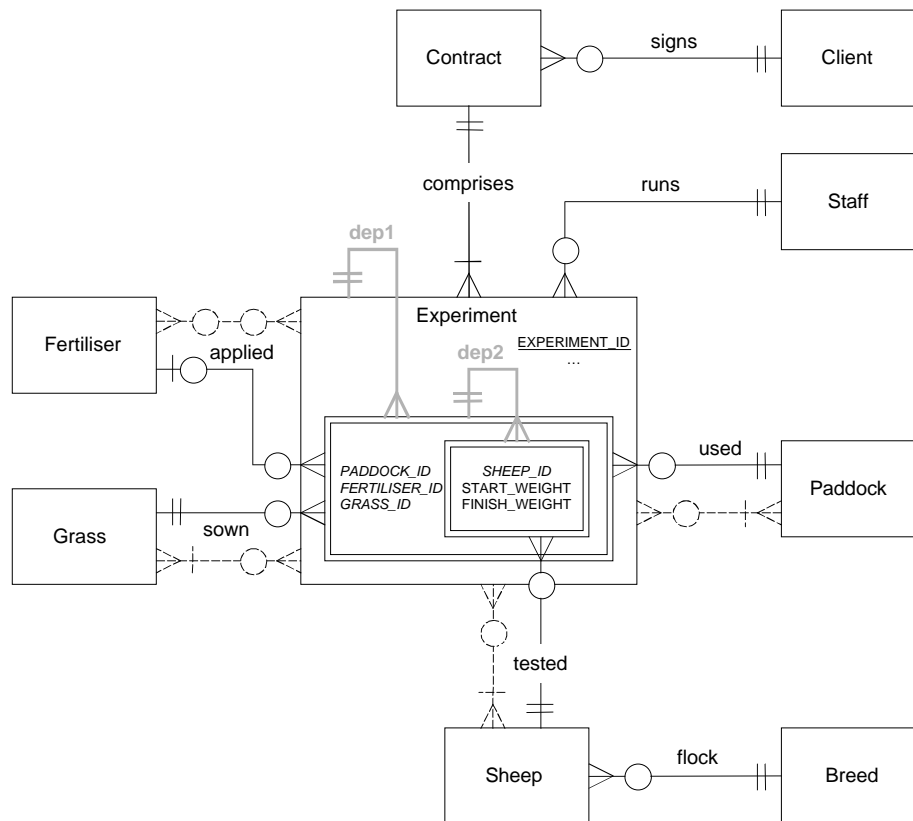 Contract
signs
Client
comprises
runs
Staff
dep1
Fertiliser
applied
Experiment
EXPERIMENT_ID
...
dep2
PADDOCK_ID
FERTILISER_ID
GRASS_ID
SHEEP_ID
START_WEIGHT
FINISH_WEIGHT
used
Paddock
Grass
sown
tested
Sheep
flock
Breed